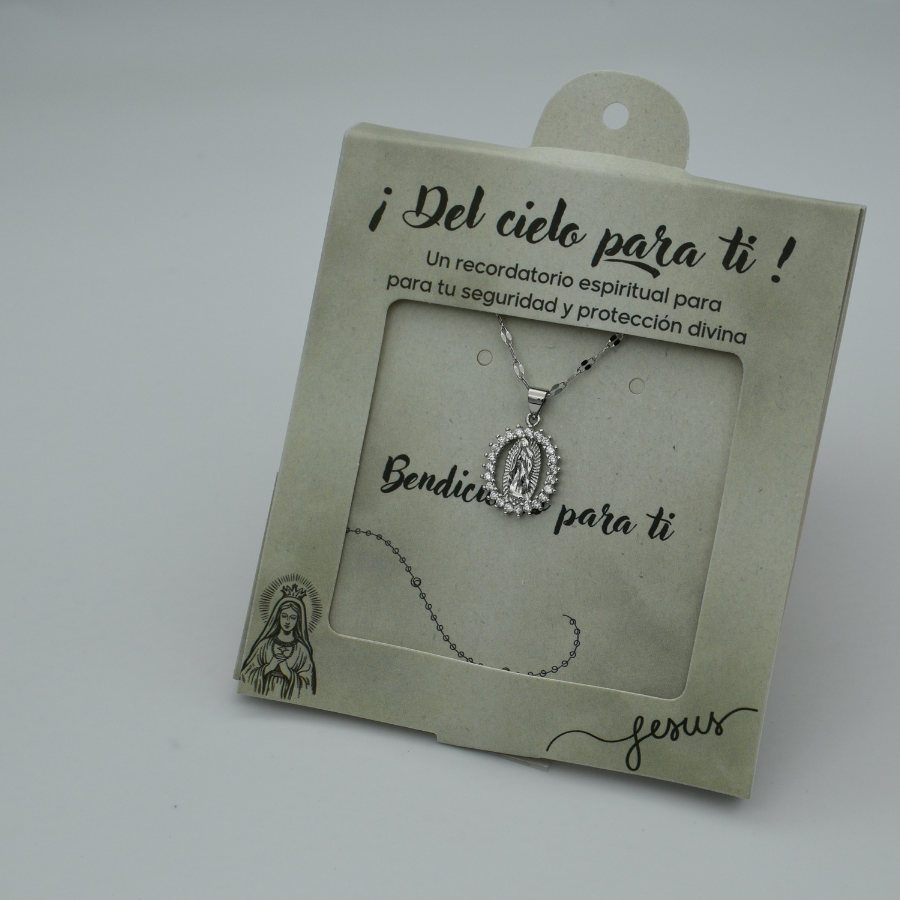 ¡ Del cielo para ti !
Un recordatorio espiritual para
para tu seguridad y protección divina
para ti
Jesus